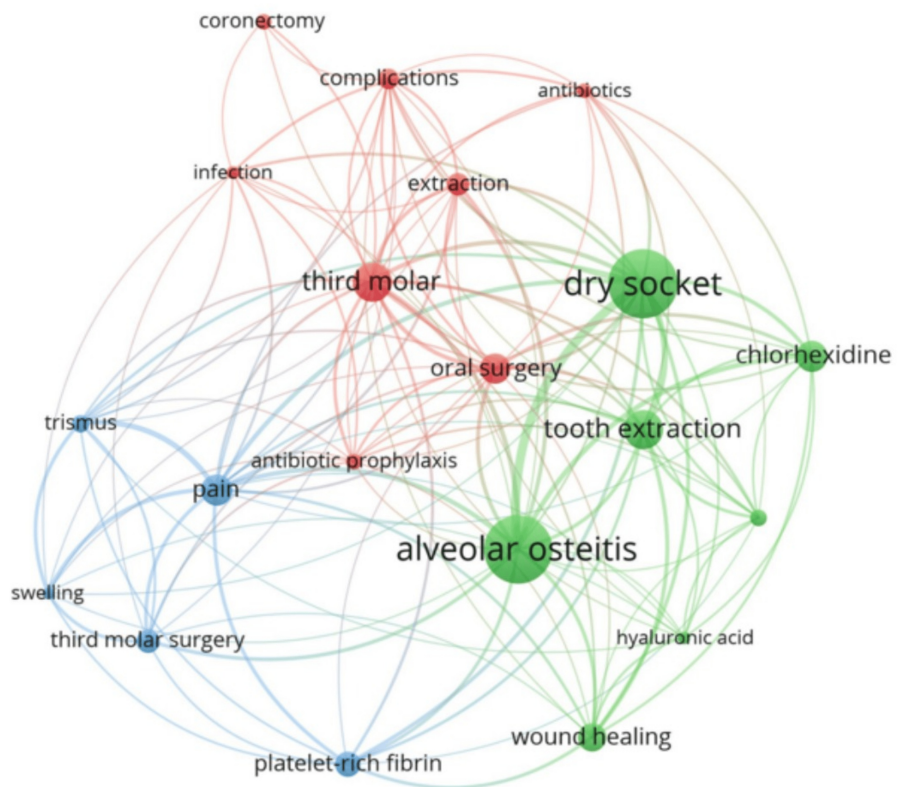 coronectomy
complications
antibiotics
infection
extraction
third molar
dry socket
chlorhexidine
oral surgery
trismus
tooth extraction
antibiotic prophylaxis
pain
alveolar osteitis
swelling
third molar surgery
hyaluronic acid
wound healing
platelet-rich fibrin